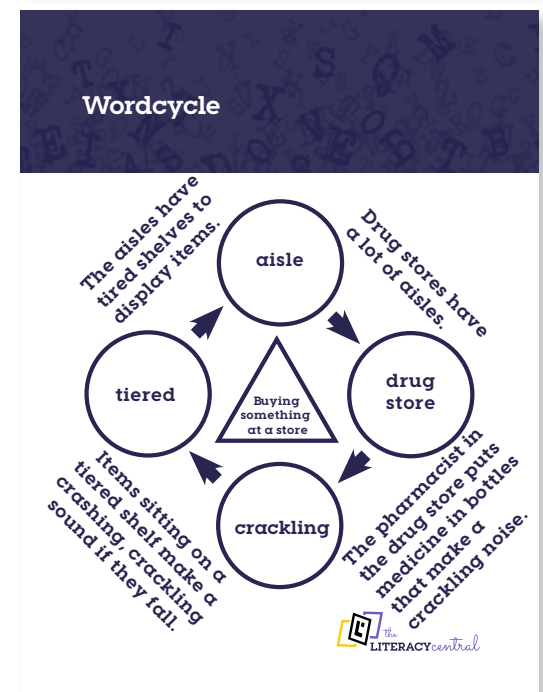 Wordcycle
The aisles have
tired shelves to
display items.
aisle
Drug stores have
a lot of aisles.
tiered
drug
store
Buying
something
at a store
crackling
Items sitting on a
tiered shelf make a
crashing, crackling
sound if they fall.
The pharmacist in
the drug store puts
medicine in bottles
that make a
crackling noise.
the
LITERACYcentral